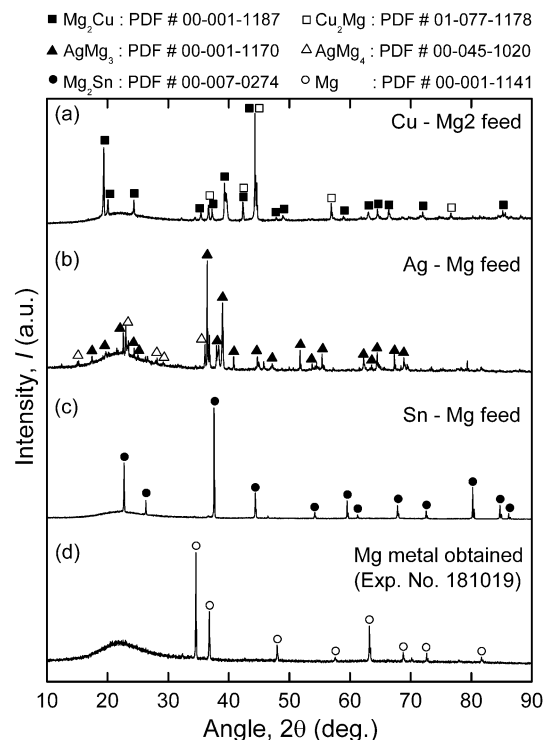 ■ Mg₂Cu : PDF # 00-001-1187 □ Cu₂Mg : PDF # 01-077-1178
▲ AgMg₃ : PDF # 00-001-1170 △ AgMg₄ : PDF # 00-045-1020
● Mg₂Sn : PDF # 00-007-0274 ○ Mg : PDF # 00-001-1141
(a) Cu - Mg2 feed
(b) Ag - Mg feed
(c) Sn - Mg feed
(d) Mg metal obtained
(Exp. No. 181019)
Intensity, I (a.u.)
10 20 30 40 50 60 70 80 90
Angle, 2θ (deg.)